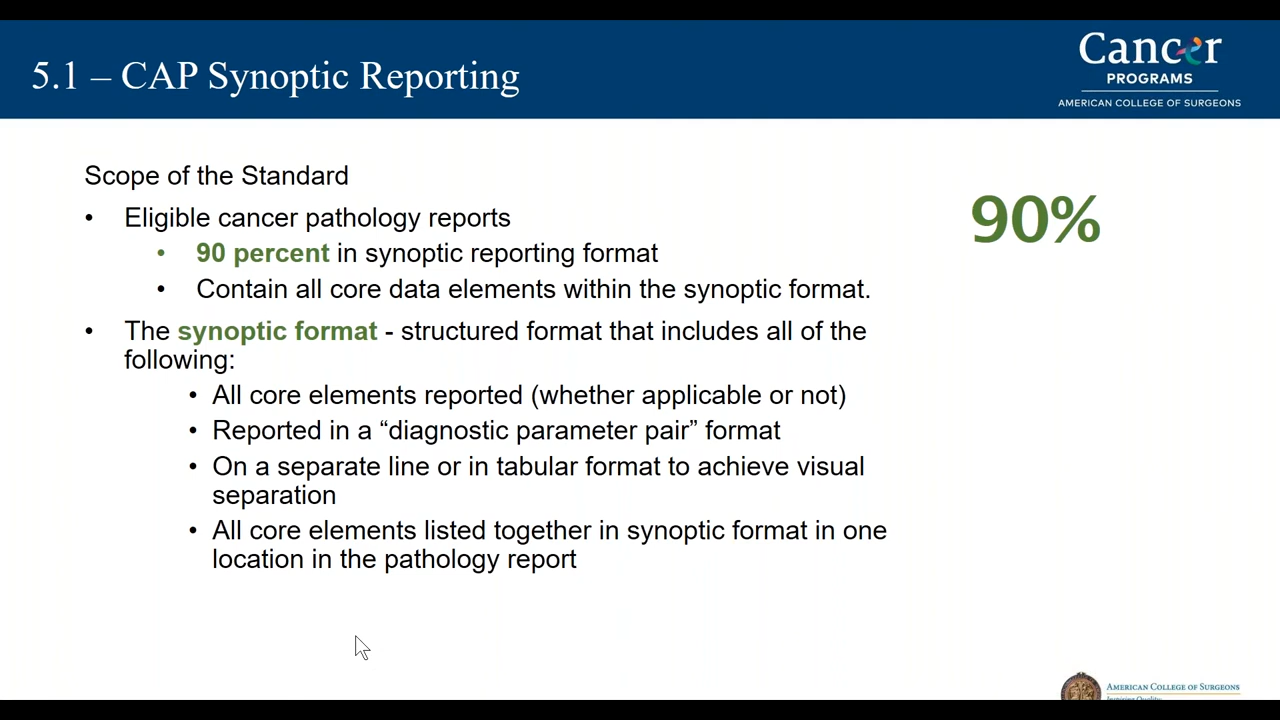 5.1 – CAP Synoptic Reporting
Cancer
PROGRAMS
AMERICAN COLLEGE OF SURGEONS
Scope of the Standard
• Eligible cancer pathology reports
• 90 percent in synoptic reporting format
• Contain all core data elements within the synoptic format.
• The synoptic format - structured format that includes all of the
following:
• All core elements reported (whether applicable or not)
• Reported in a “diagnostic parameter pair” format
• On a separate line or in tabular format to achieve visual
separation
• All core elements listed together in synoptic format in one
location in the pathology report
90%
AMERICAN COLLEGE OF SURGEONS